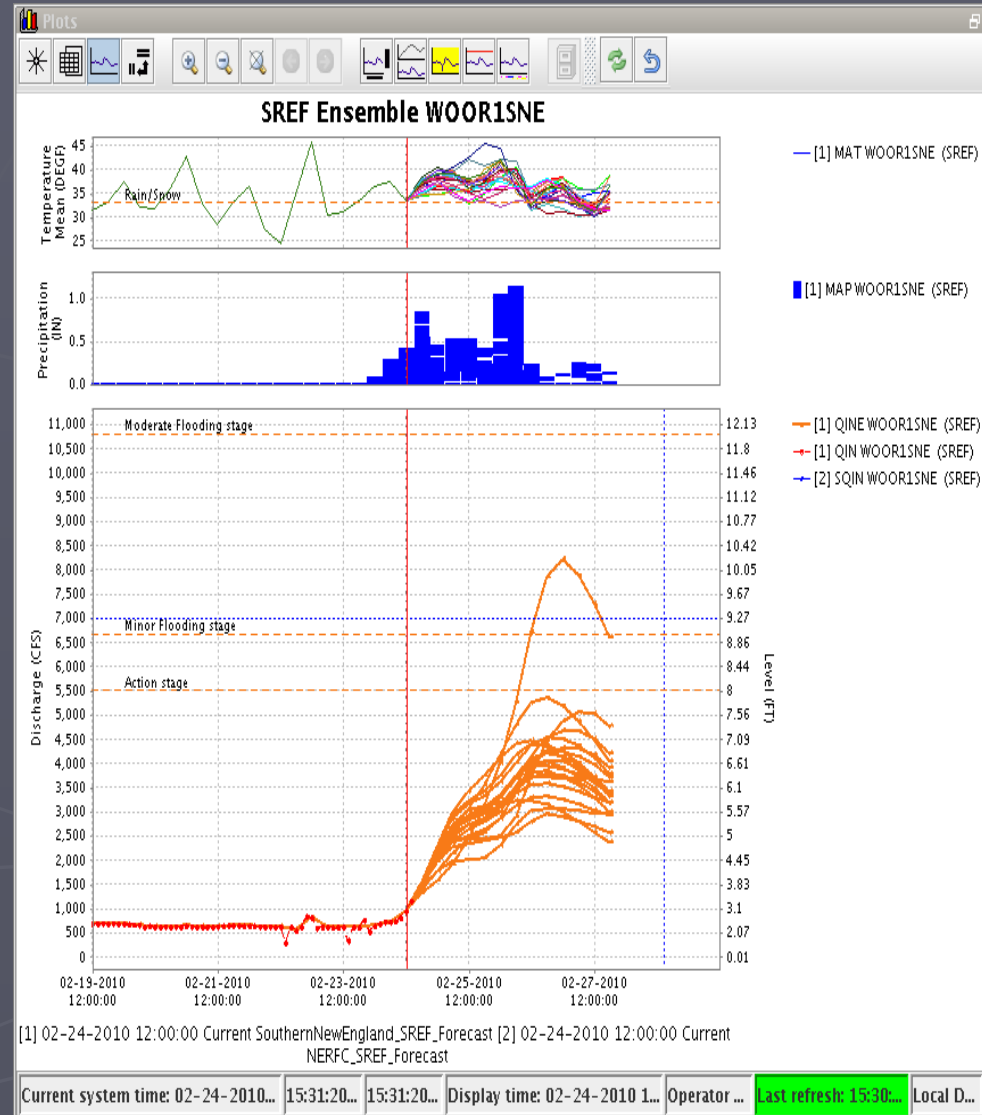 Plots
SREF Ensemble WOOR1SNE
Temperature
Mean (DEGF)
45
40
35
30
25
Rain/Snow
[1] MAT WOOR1SNE (SREF)
Precipitation
(IN)
1.0
0.5
0.0
[1] MAP WOOR1SNE (SREF)
Discharge (CFS)
11,000
10,500
10,000
9,500
9,000
8,500
8,000
7,500
7,000
6,500
6,000
5,500
5,000
4,500
4,000
3,500
3,000
2,500
2,000
1,500
1,000
500
0
Moderate Flooding stage
Minor Flooding stage
Action stage
12.13
11.8
11.46
11.12
10.77
10.42
10.05
9.67
9.27
8.86
8.44
8
7.56
7.09
6.61
6.1
5.57
5
4.45
3.83
3.1
2.07
0.01
Level (FT)
[1] QINE WOOR1SNE (SREF)
[1] QIN WOOR1SNE (SREF)
[2] SQIN WOOR1SNE (SREF)
02-19-2010 02-21-2010 02-23-2010 02-25-2010 02-27-2010
12:00:00 12:00:00 12:00:00 12:00:00 12:00:00
[1] 02-24-2010 12:00:00 Current SouthernNewEngland_SREF_Forecast [2] 02-24-2010 12:00:00 Current
NERFC_SREF_Forecast
Current system time: 02-24-2010... 15:31:20... 15:31:20... Display time: 02-24-2010 1... Operator ... Last refresh: 15:30:... Local D...